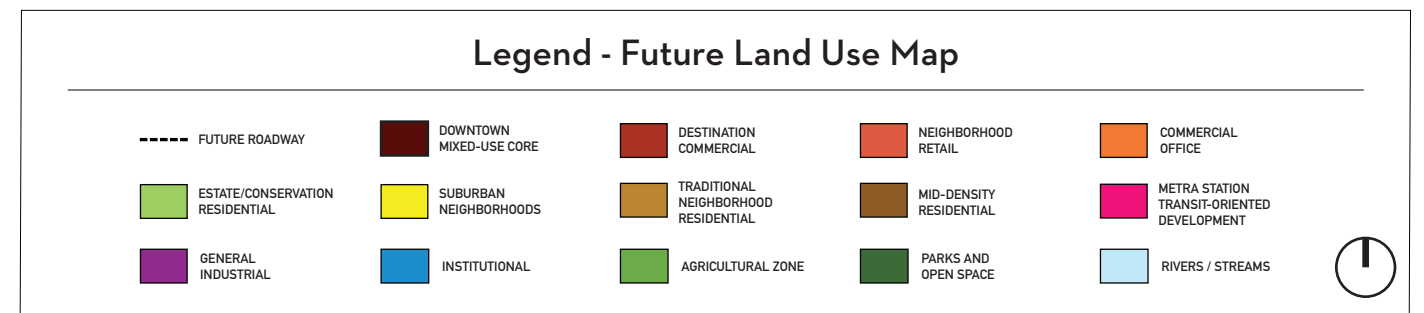 Legend - Future Land Use Map
FUTURE ROADWAY
DOWNTOWN
MIXED-USE CORE
DESTINATION
COMMERCIAL
NEIGHBORHOOD
RETAIL
COMMERCIAL
OFFICE
ESTATE/CONSERVATION
RESIDENTIAL
SUBURBAN
NEIGHBORHOODS
TRADITIONAL
NEIGHBORHOOD
RESIDENTIAL
MID-DENSITY
RESIDENTIAL
METRA STATION
TRANSIT-ORIENTED
DEVELOPMENT
GENERAL
INDUSTRIAL
INSTITUTIONAL
AGRICULTURAL ZONE
PARKS AND
OPEN SPACE
RIVERS / STREAMS